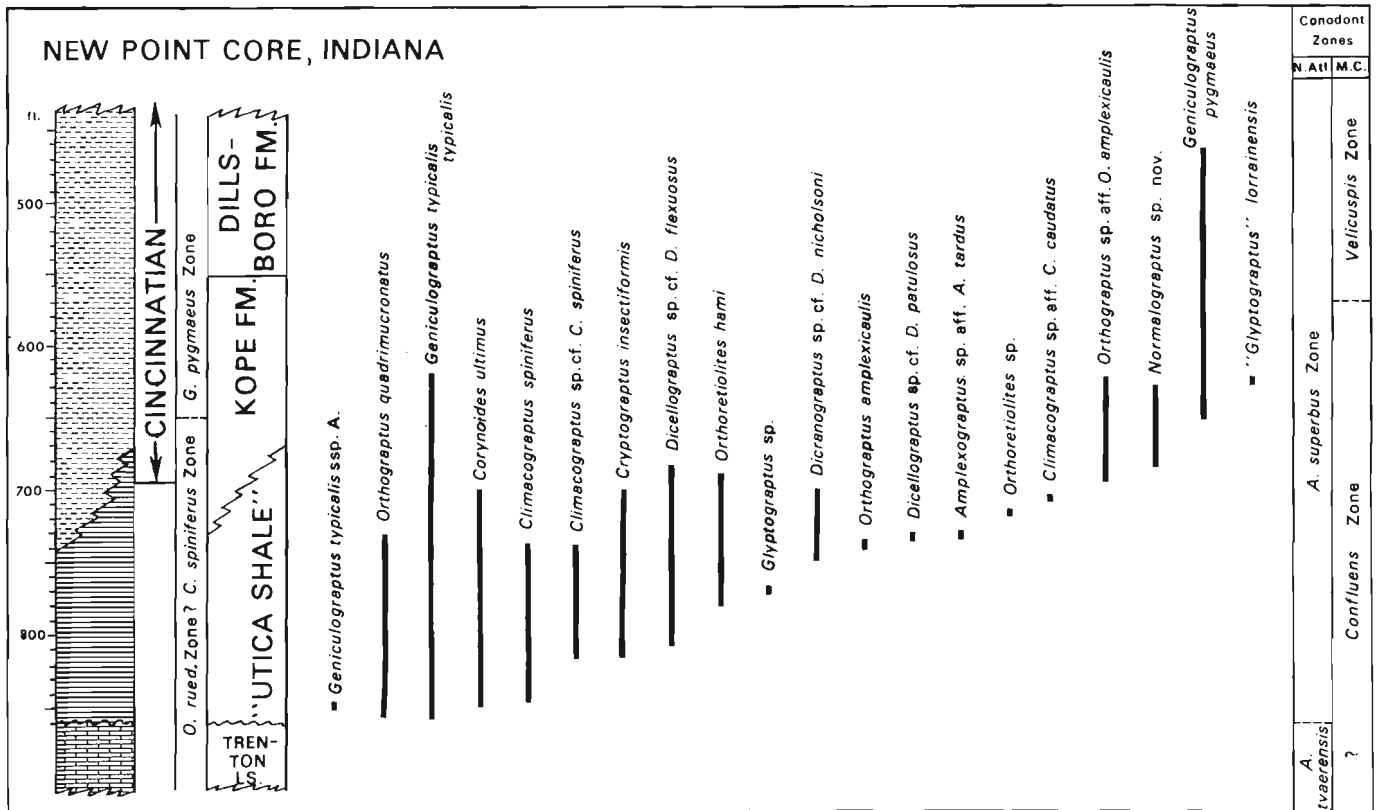 NEW POINT CORE, INDIANA
ft.
500
600
700
800
CINCINNATIAN
O. rued. Zone? C. spiniferus Zone
G. pygmaeus Zone
DILLS-
BORO FM.
KOPE FM.
"UTICA SHALE"
TREN-
TON
LS.
Geniculograptus typicalis ssp. A.
Orthograptus quadrimucronatus
Geniculograptus typicalis
typicalis
Corynoides ultimus
Climacograptus spiniferus
Climacograptus sp. cf. C. spiniferus
Cryptograptus insectiformis
Dicellograptus sp. cf. D. flexuosus
Orthoretiolites hami
Glyptograptus sp.
Dicranograptus sp. cf. D. nicholsoni
Orthograptus amplexicaulis
Dicellograptus sp. cf. D. patulosus
Amplexograptus. sp. aff. A. tardus
Orthoretiolites sp.
Climacograptus sp. aff. C. caudatus
Orthograptus sp. aff. O. amplexicaulis
Normalograptus sp. nov.
Geniculograptus
pygmaeus
"Glyptograptus" lorrainensis
Conodont
Zones
N.Atl
M.C.
A. superbus Zone
A.
tvaerensis
Velicuspis Zone
Confluens Zone
?